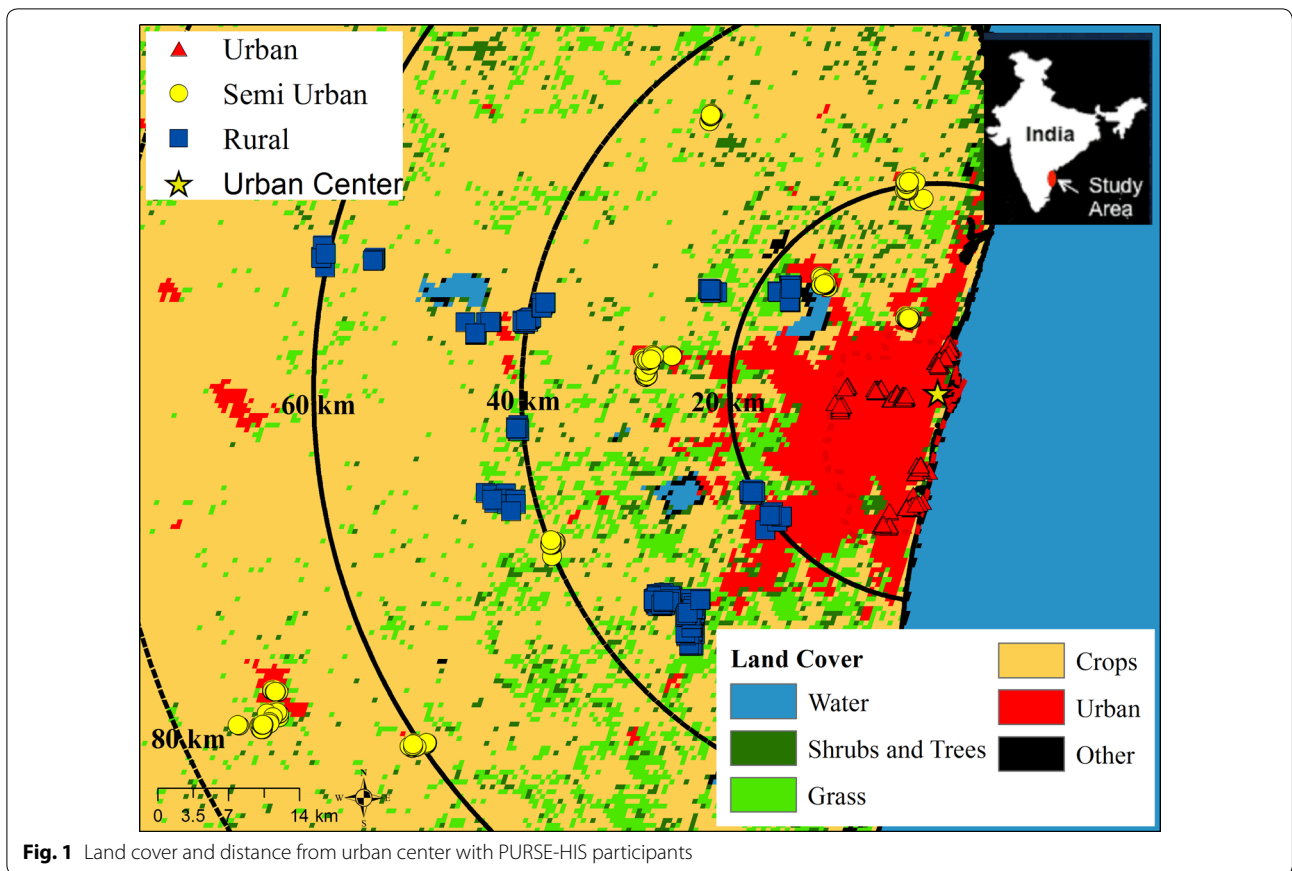 Urban
Semi Urban
Rural
Urban Center
India
Study
Area
60 km
40 km
20 km
80 km
N
W
E
S
0 3.5 7 14 km
Land Cover
Water
Shrubs and Trees
Grass
Crops
Urban
Other
Fig. 1 Land cover and distance from urban center with PURSE-HIS participants